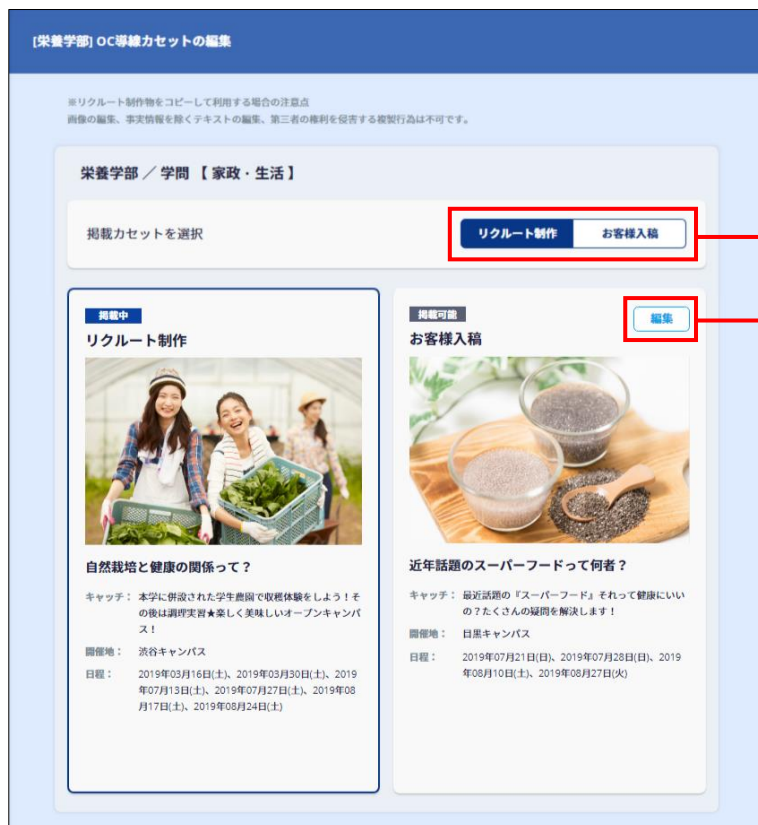 [栄養学部] OC導線カセットの編集
※リクルート制作物をコピーして利用する場合の注意点
画像の編集、事実情報を除くテキストの編集、第三者の権利を侵害する複製行為は不可です。
栄養学部 ／ 学問 【 家政・生活 】
掲載カセットを選択
リクルート制作
お客様入稿
掲載中
リクルート制作
自然栽培と健康の関係って？
キャッチ： 本学に併設された学生農園で収穫体験をしよう！そ
の後は調理実習★楽しく美味しいオープンキャンパ
ス！
開催地： 渋谷キャンパス
日程： 2019年03月16日(土)、2019年03月30日(土)、2019
年07月13日(土)、2019年07月27日(土)、2019年08
月17日(土)、2019年08月24日(土)
掲載可能
編集
お客様入稿
近年話題のスーパーフードって何者？
キャッチ： 最近話題の『スーパーフード』それって健康にいい
の？たくさんの疑問を解決します！
開催地： 目黒キャンパス
日程： 2019年07月21日(日)、2019年07月28日(日)、2019
年08月10日(土)、2019年08月27日(火)